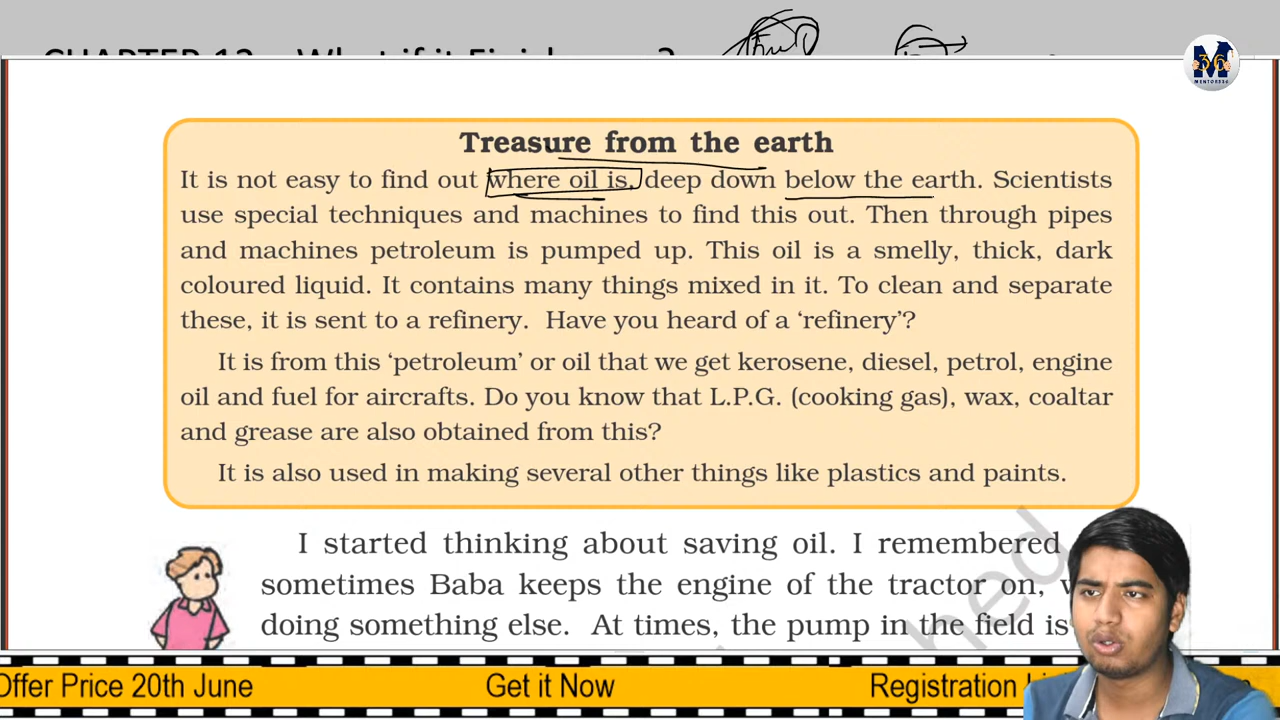 Treasure from the earth
It is not easy to find out where oil is, deep down below the earth. Scientists
use special techniques and machines to find this out. Then through pipes
and machines petroleum is pumped up. This oil is a smelly, thick, dark
coloured liquid. It contains many things mixed in it. To clean and separate
these, it is sent to a refinery. Have you heard of a ‘refinery’?
It is from this ‘petroleum’ or oil that we get kerosene, diesel, petrol, engine
oil and fuel for aircrafts. Do you know that L.P.G. (cooking gas), wax, coaltar
and grease are also obtained from this?
It is also used in making several other things like plastics and paints.
I started thinking about saving oil. I remembered
sometimes Baba keeps the engine of the tractor on,
doing something else. At times, the pump in the field is
Offer Price 20th June Get it Now Registration